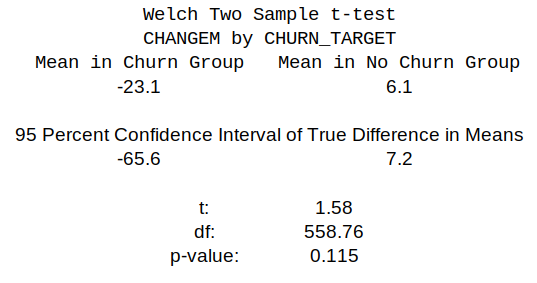 Welch Two Sample t-test
CHANGEM by CHURN_TARGET
Mean in Churn Group Mean in No Churn Group
-23.1 6.1
95 Percent Confidence Interval of True Difference in Means
-65.6 7.2
t: 1.58
df: 558.76
p-value: 0.115